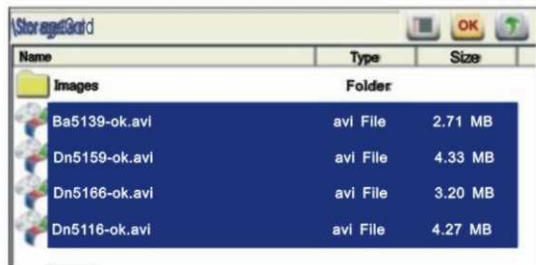 OK
Name Type Size
Images Folder
Ba5139-ok.avi avi File 2.71 MB
Dn5159-ok.avi avi File 4.33 MB
Dn5166-ok.avi avi File 3.20 MB
Dn5116-ok.avi avi File 4.27 MB